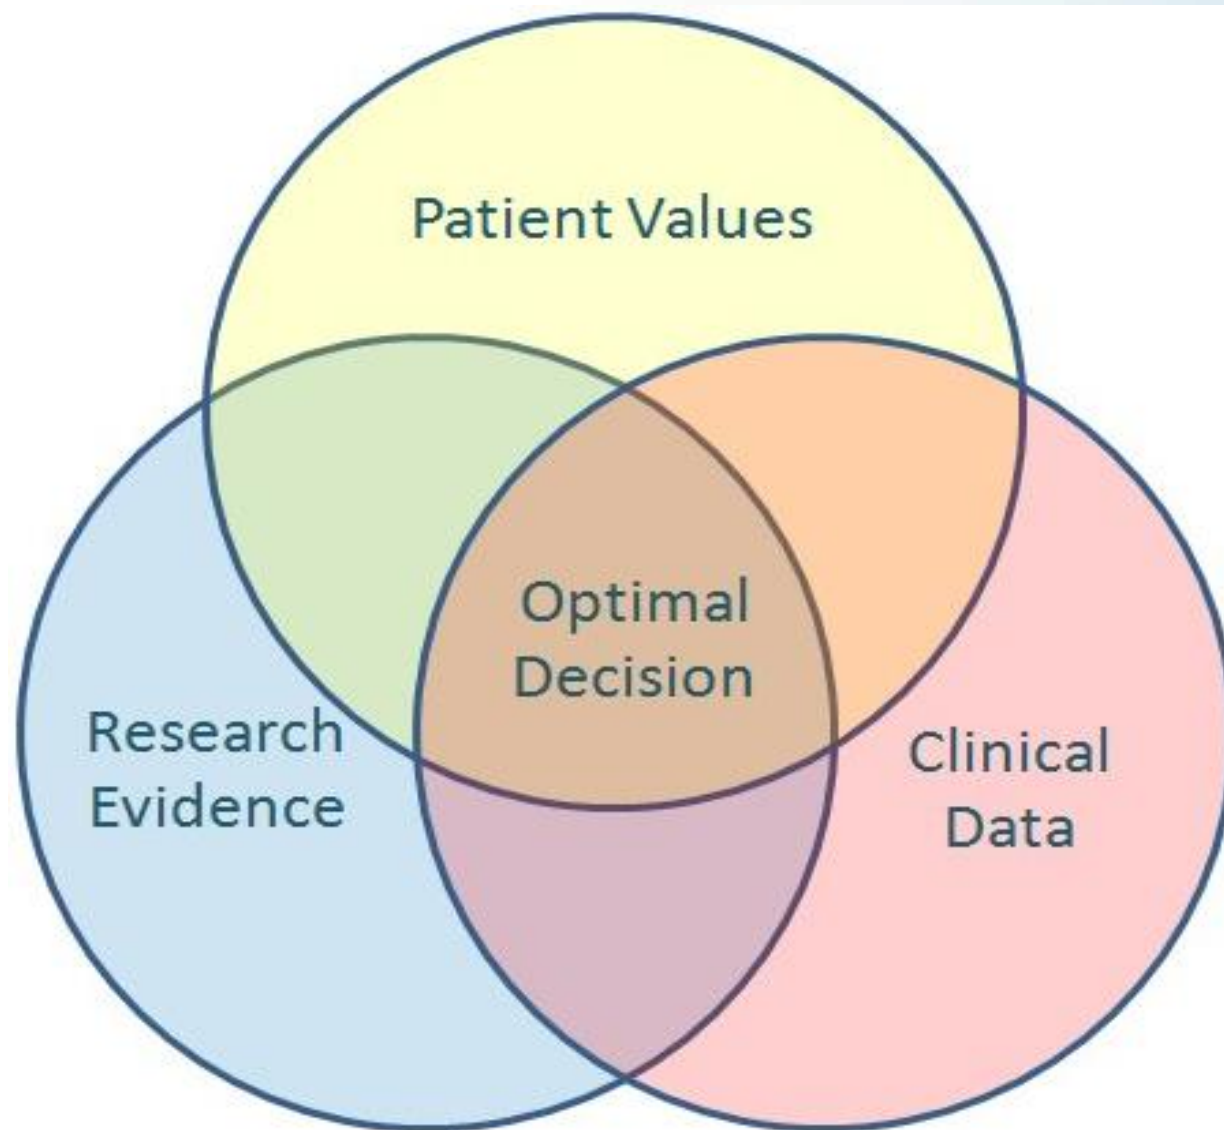 Patient Values
Optimal
Decision
Research
Evidence
Clinical
Data